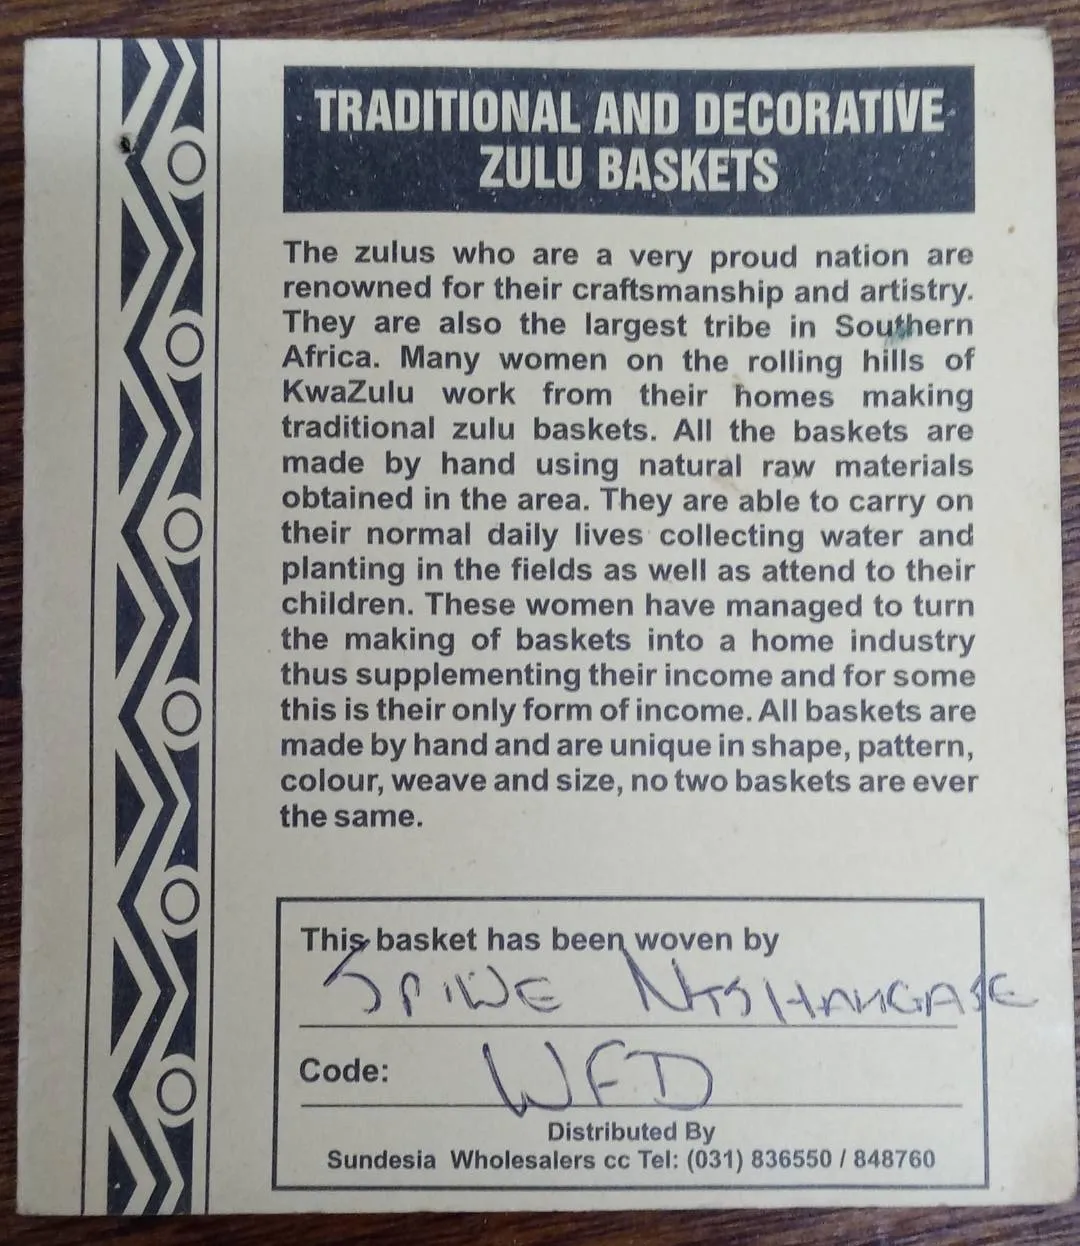 TRADITIONAL AND DECORATIVE
ZULU BASKETS
The zulus who are a very proud nation are
renowned for their craftsmanship and artistry.
They are also the largest tribe in Southern
Africa. Many women on the rolling hills of
KwaZulu work from their homes making
traditional zulu baskets. All the baskets are
made by hand using natural raw materials
obtained in the area. They are able to carry on
their normal daily lives collecting water and
planting in the fields as well as attend to their
children. These women have managed to turn
the making of baskets into a home industry
thus supplementing their income and for some
this is their only form of income. All baskets are
made by hand and are unique in shape, pattern,
colour, weave and size, no two baskets are ever
the same.
This basket has been woven by
SPIWE NTSHANGASE
Code: WFD
Distributed By
Sundesia Wholesalers cc Tel: (031) 836550 / 848760